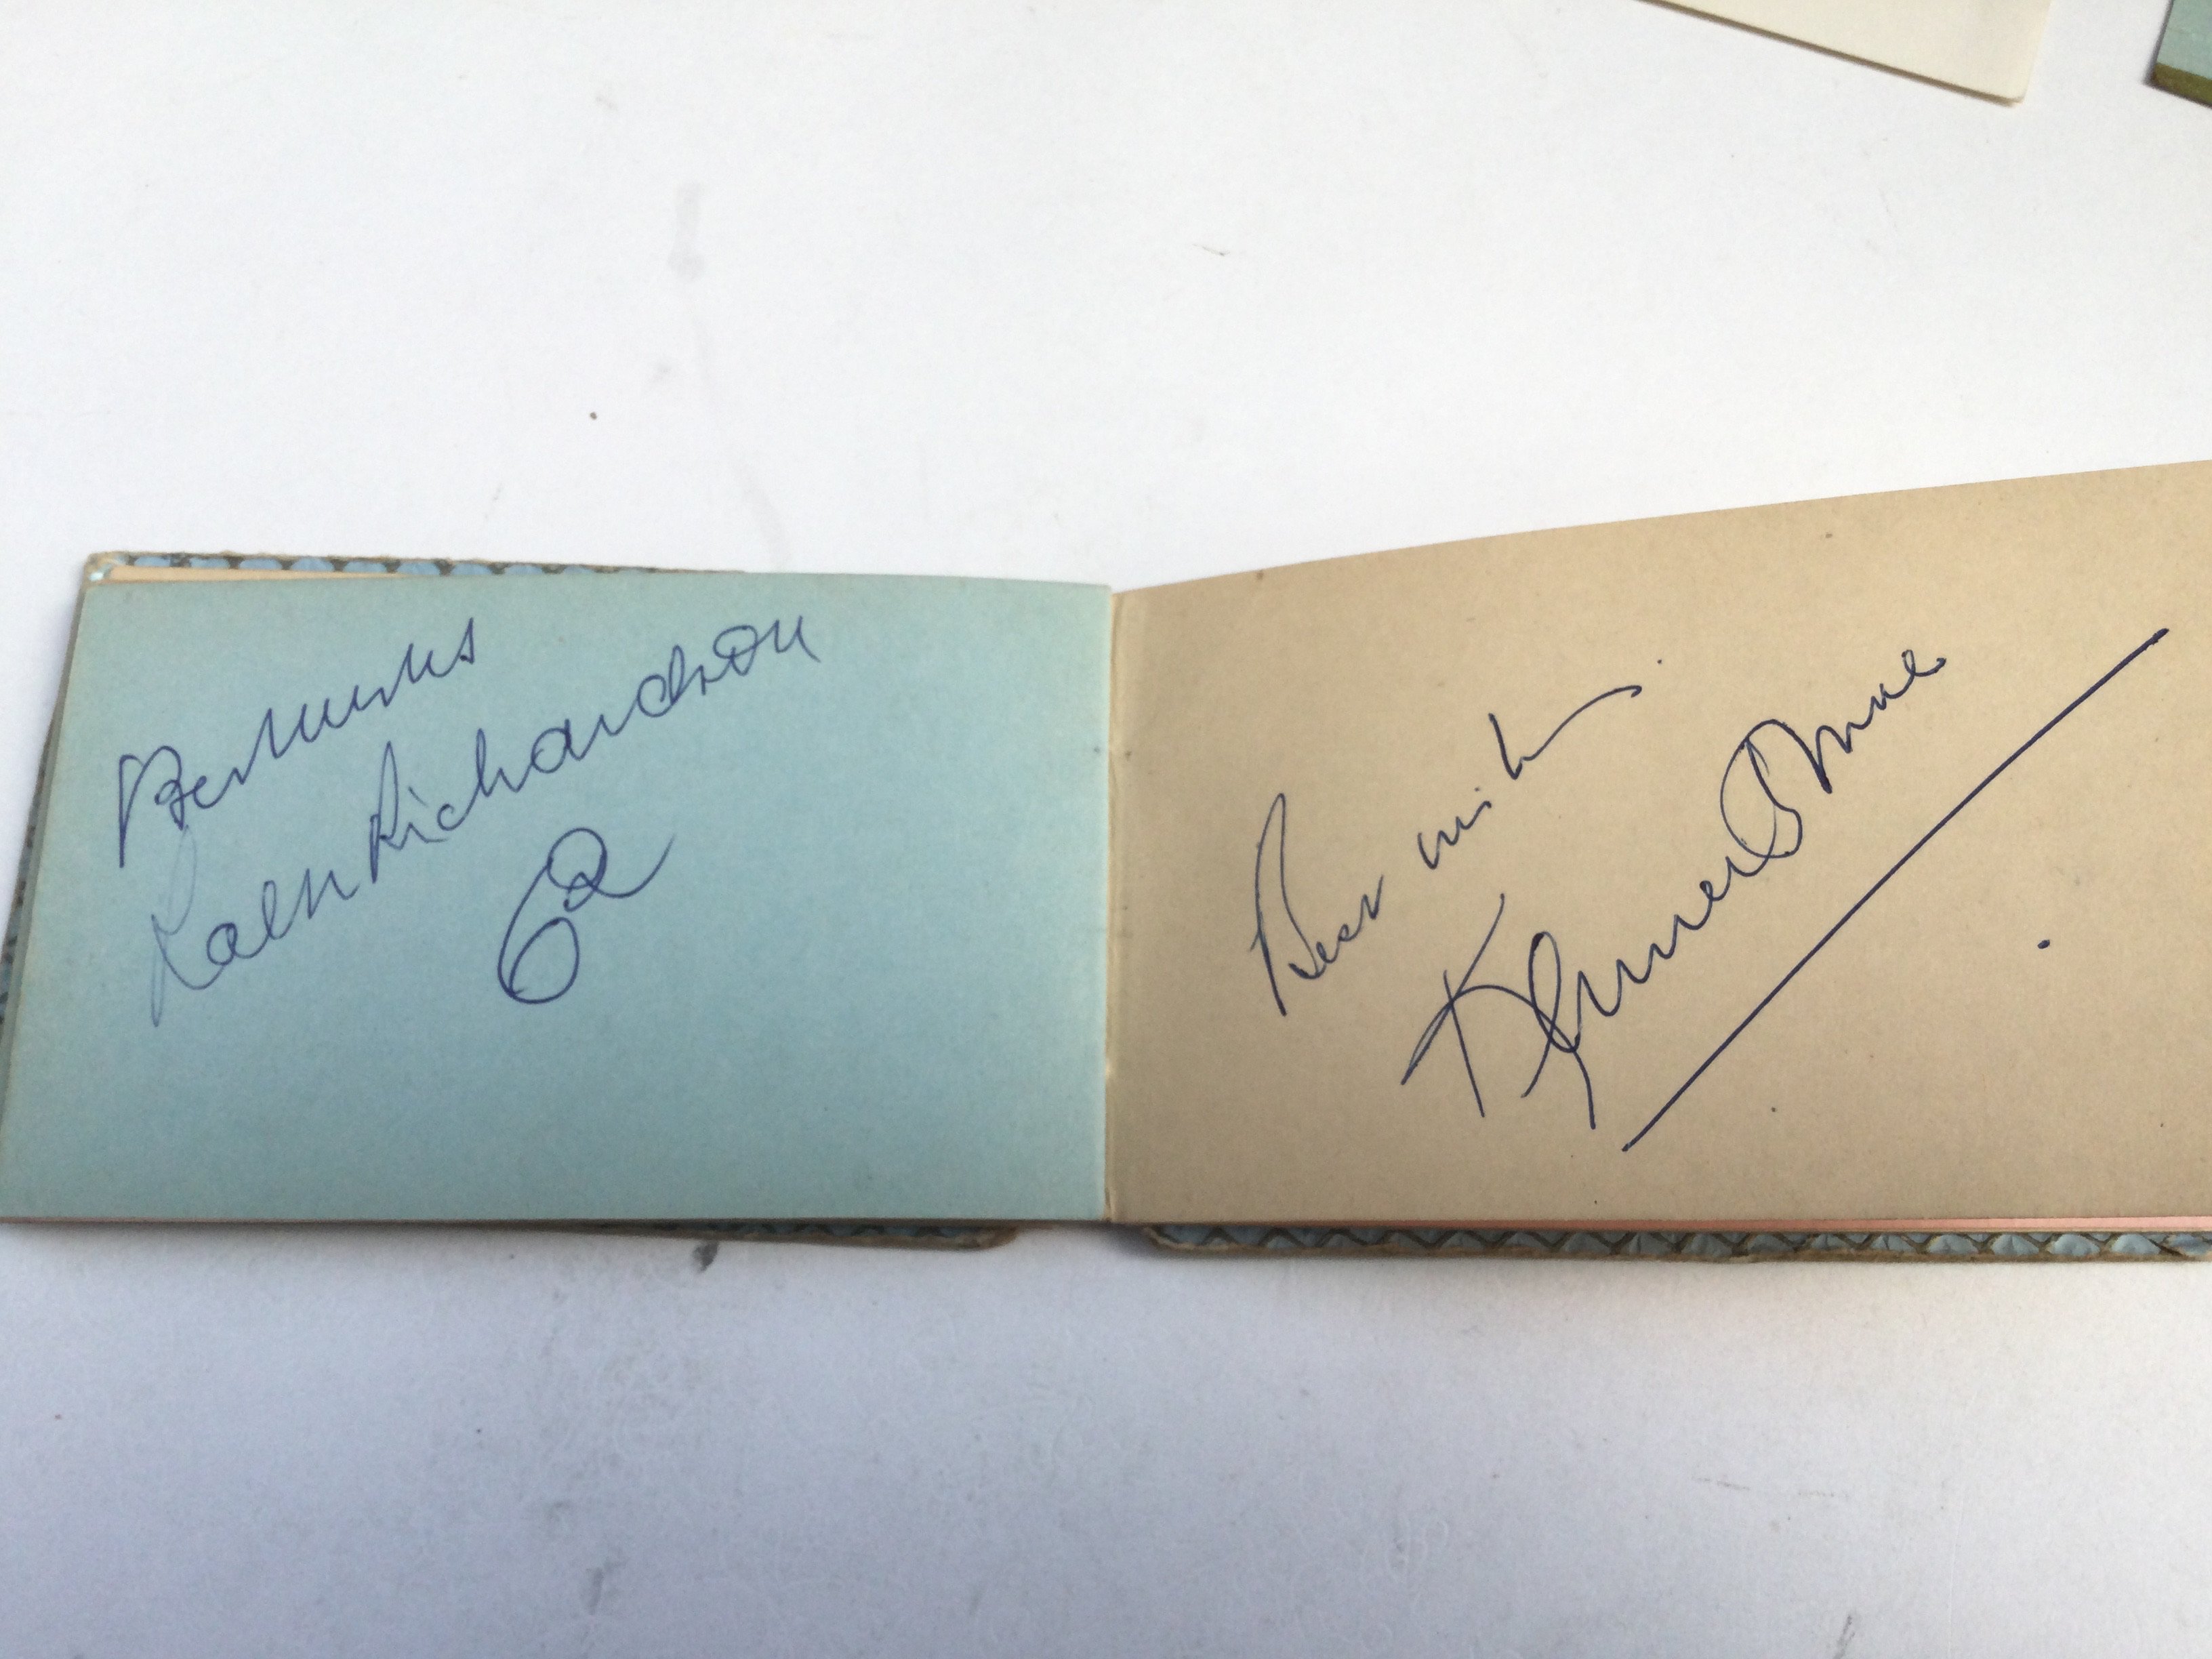 Best wishes
Ralph Richardson
Best wishes
Kenneth More